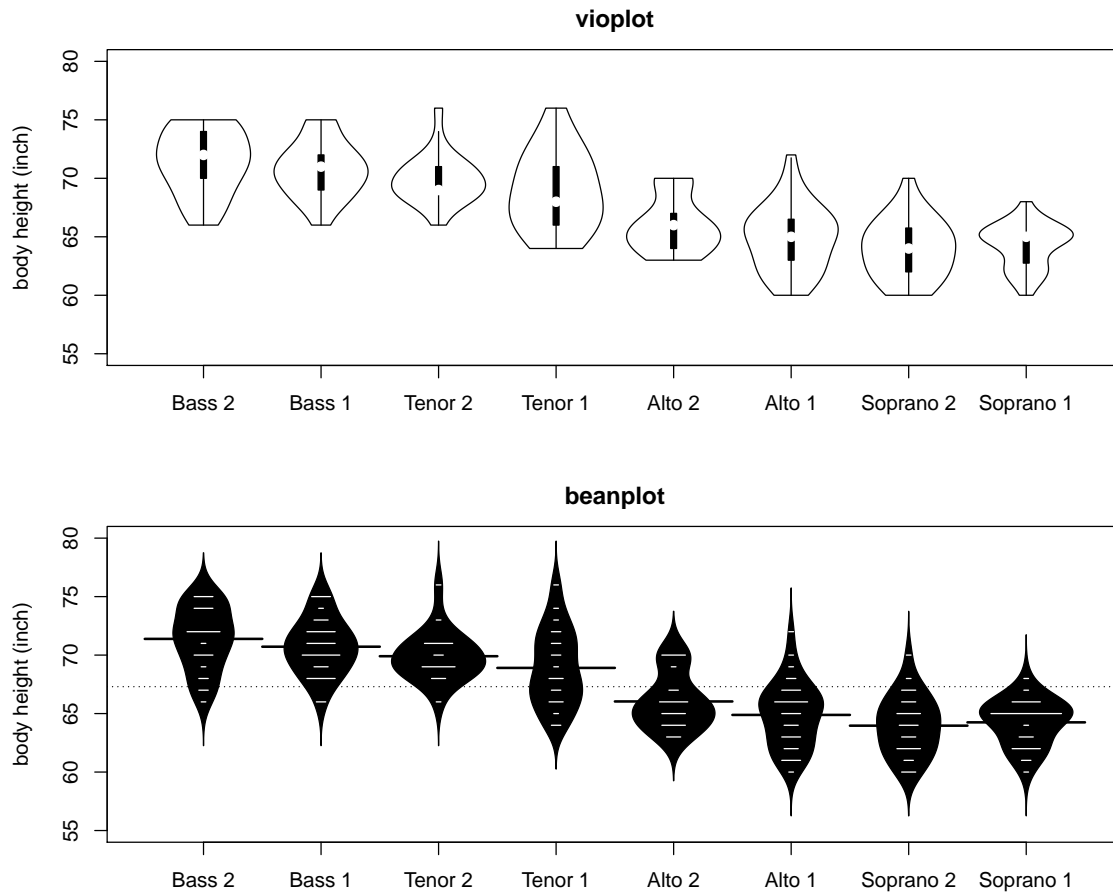 vioplot
body height (inch)
80
75
70
65
60
55
Bass 2 Bass 1 Tenor 2 Tenor 1 Alto 2 Alto 1 Soprano 2 Soprano 1
beanplot
body height (inch)
80
75
70
65
60
55
Bass 2 Bass 1 Tenor 2 Tenor 1 Alto 2 Alto 1 Soprano 2 Soprano 1